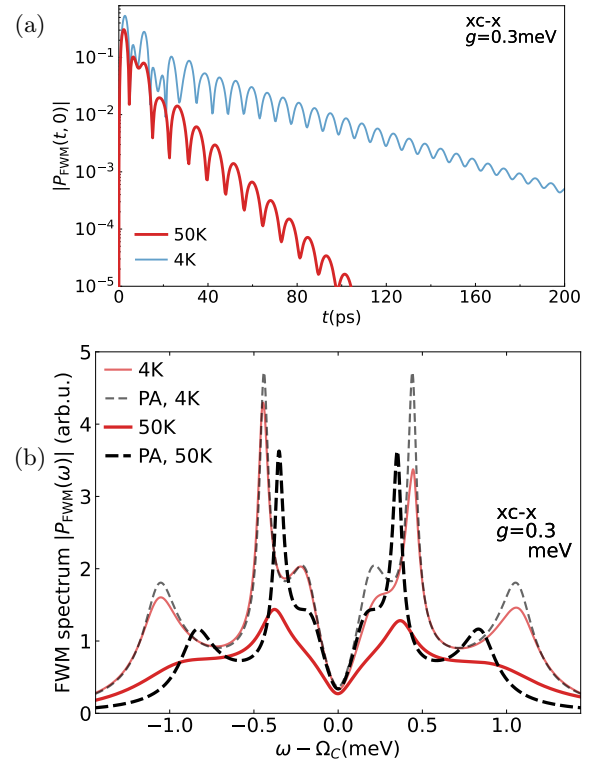 (a)
xc-x
g=0.3meV
|P_FWM(t, 0)|
10⁻¹
10⁻²
10⁻³
10⁻⁴
10⁻⁵
50K
4K
0 40 80 120 160 200
t(ps)
(b)
FWM spectrum |P_FWM(ω)| (arb.u.)
5
4
3
2
1
0
4K
PA, 4K
50K
PA, 50K
xc-x
g=0.3
meV
−1.0 −0.5 0.0 0.5 1.0
ω − Ω_C(meV)